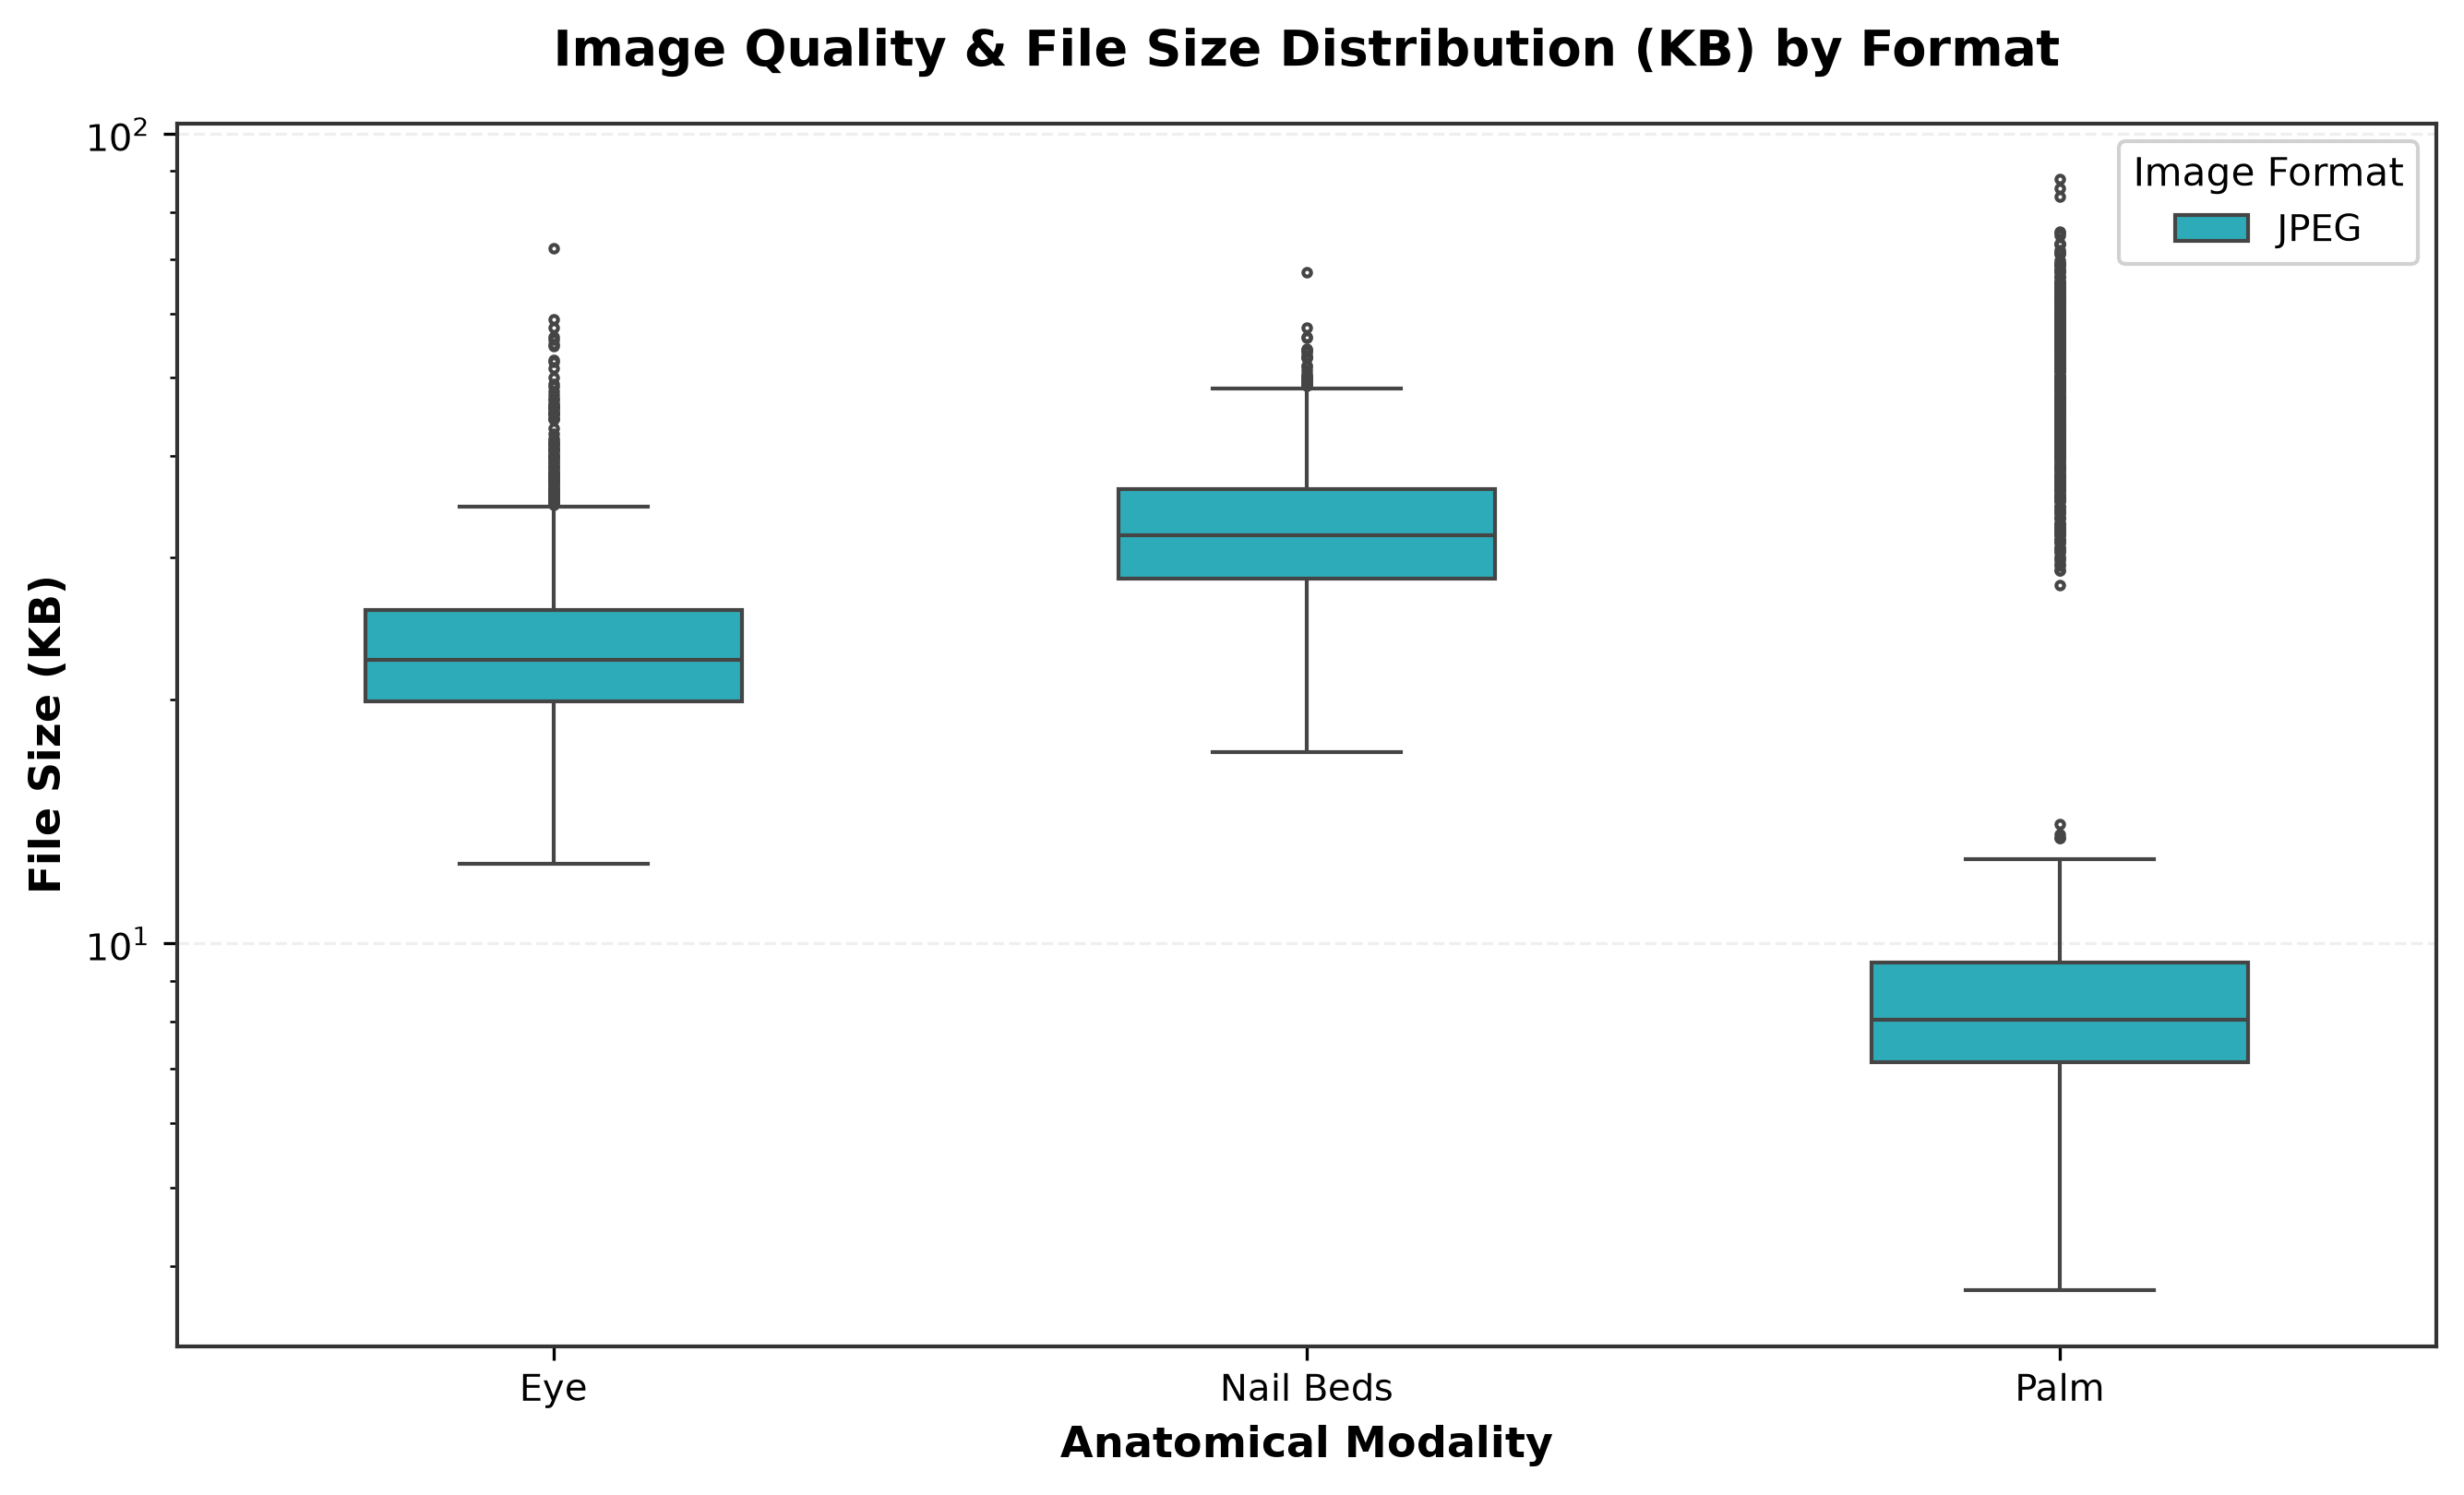 Image Quality & File Size Distribution (KB) by Format
10²
Image Format
JPEG
File Size (KB)
10¹
Eye
Nail Beds
Palm
Anatomical Modality